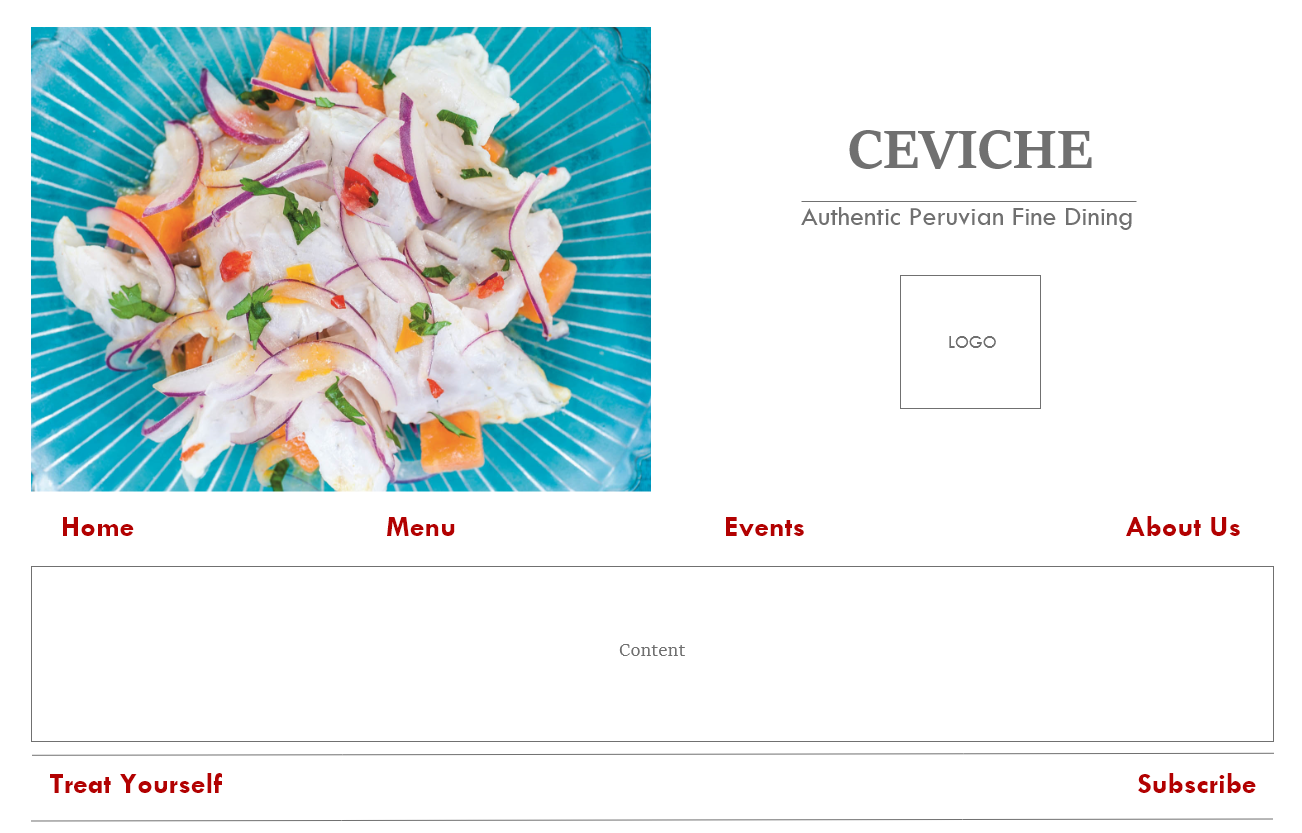 CEVICHE
Authentic Peruvian Fine Dining
LOGO
Home Menu Events About Us
Content
Treat Yourself Subscribe